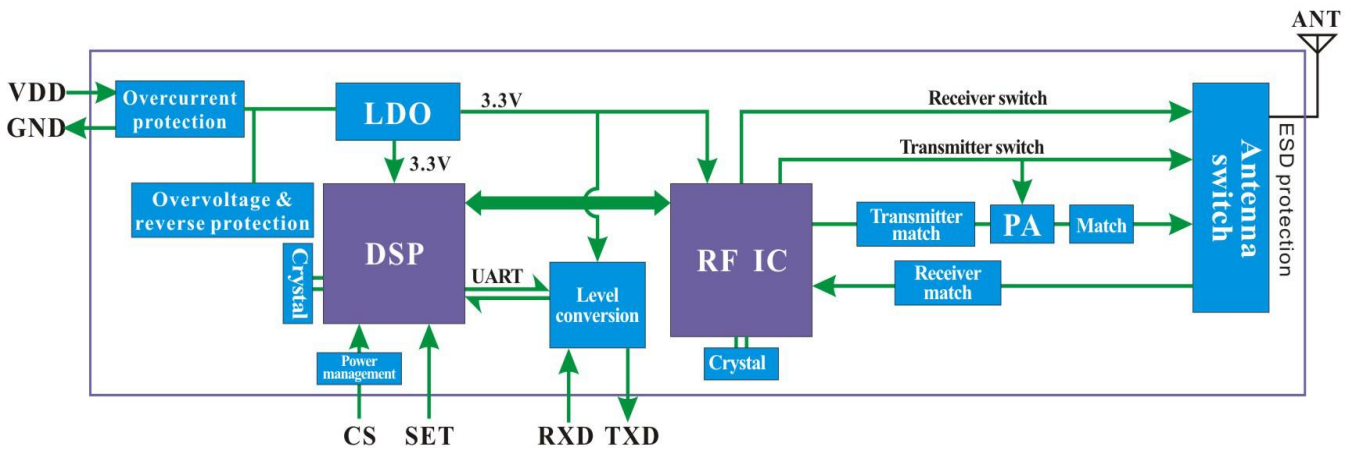 ANT
VDD
GND
Overcurrent
protection
LDO
3.3V
Receiver switch
Transmitter switch
3.3V
Overvoltage &
reverse protection
DSP
Crystal
UART
Level
conversion
RF IC
Transmitter
match
PA
Match
Receiver
match
Antenna
switch
ESD protection
Power
management
Crystal
CS
SET
RXD
TXD